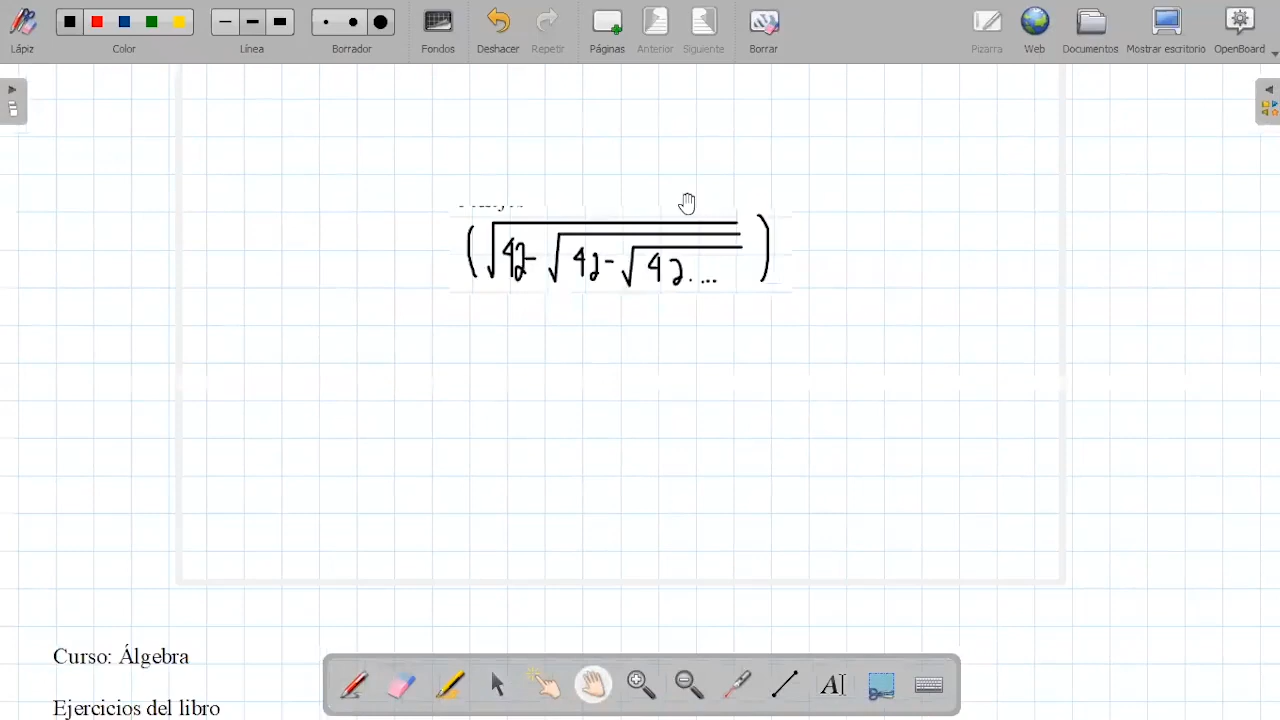 Lápiz Color Línea Borrador Fondos Deshacer Repetir Páginas Anterior Siguiente Borrar Pizarra Web Documentos Mostrar escritorio OpenBoard
(√42-√42-√42. ...)
Curso: Álgebra
Ejercicios del libro